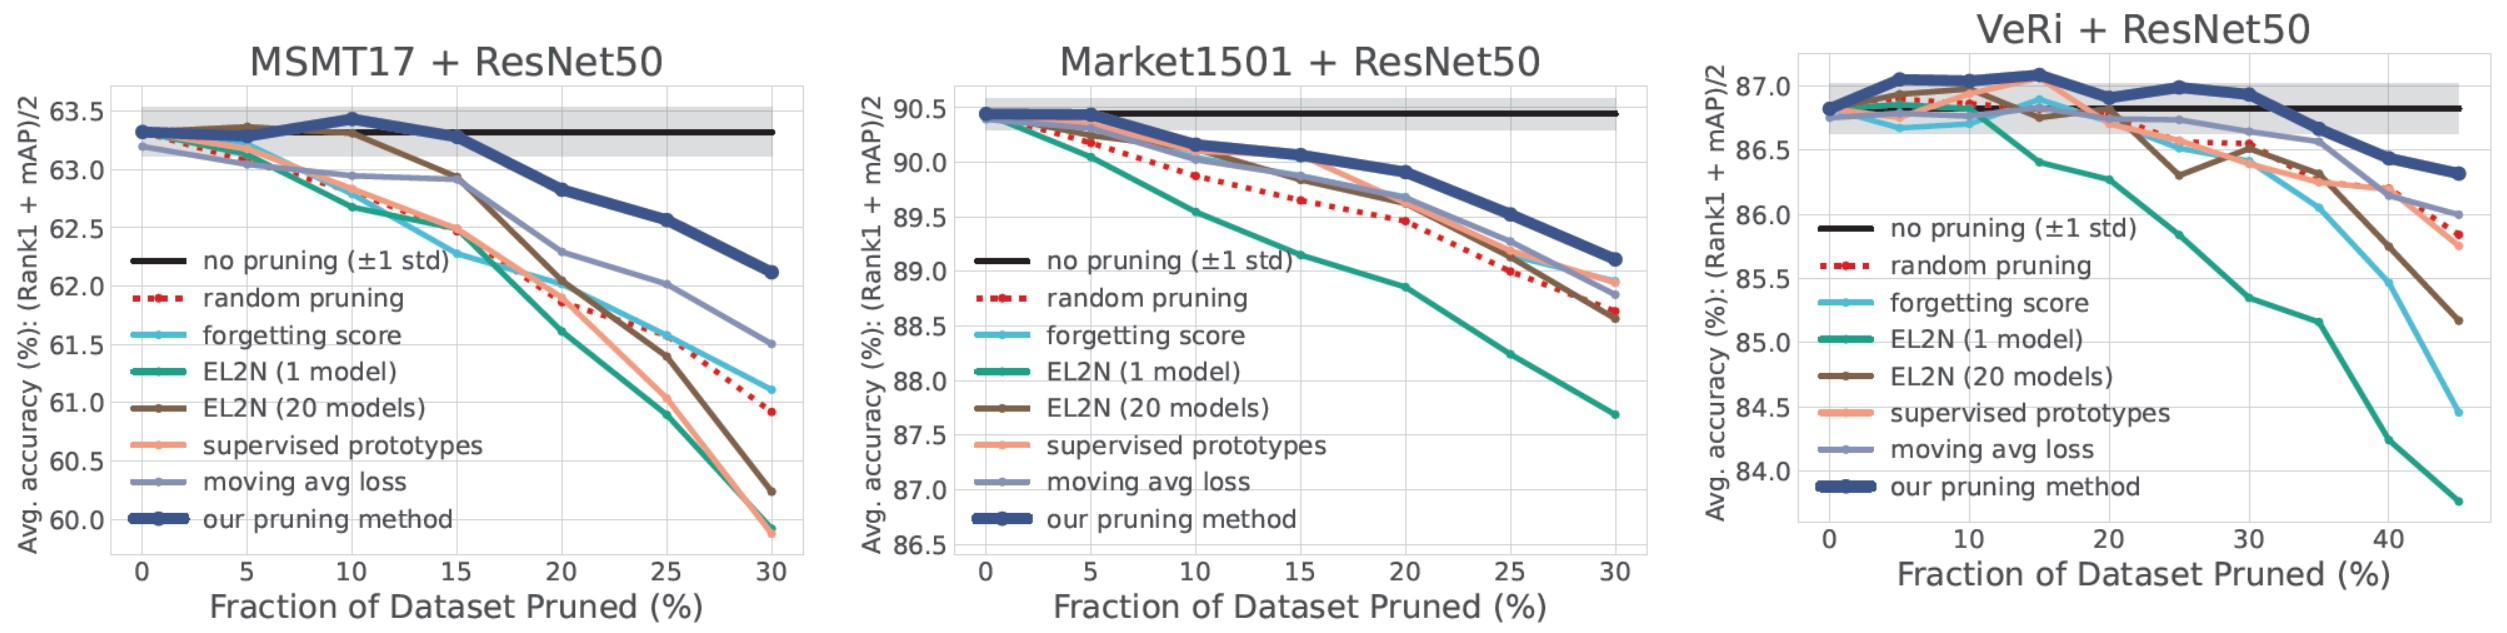 MSMT17 + ResNet50
Avg. accuracy (%): (Rank1 + mAP)/2
63.5
63.0
62.5
62.0
61.5
61.0
60.5
60.0
no pruning (±1 std)
random pruning
forgetting score
EL2N (1 model)
EL2N (20 models)
supervised prototypes
moving avg loss
our pruning method
0 5 10 15 20 25 30
Fraction of Dataset Pruned (%)
Market1501 + ResNet50
Avg. accuracy (%): (Rank1 + mAP)/2
90.5
90.0
89.5
89.0
88.5
88.0
87.5
87.0
86.5
no pruning (±1 std)
random pruning
forgetting score
EL2N (1 model)
EL2N (20 models)
supervised prototypes
moving avg loss
our pruning method
0 5 10 15 20 25 30
Fraction of Dataset Pruned (%)
VeRi + ResNet50
Avg. accuracy (%): (Rank1 + mAP)/2
87.0
86.5
86.0
85.5
85.0
84.5
84.0
no pruning (±1 std)
random pruning
forgetting score
EL2N (1 model)
EL2N (20 models)
supervised prototypes
moving avg loss
our pruning method
0 10 20 30 40
Fraction of Dataset Pruned (%)